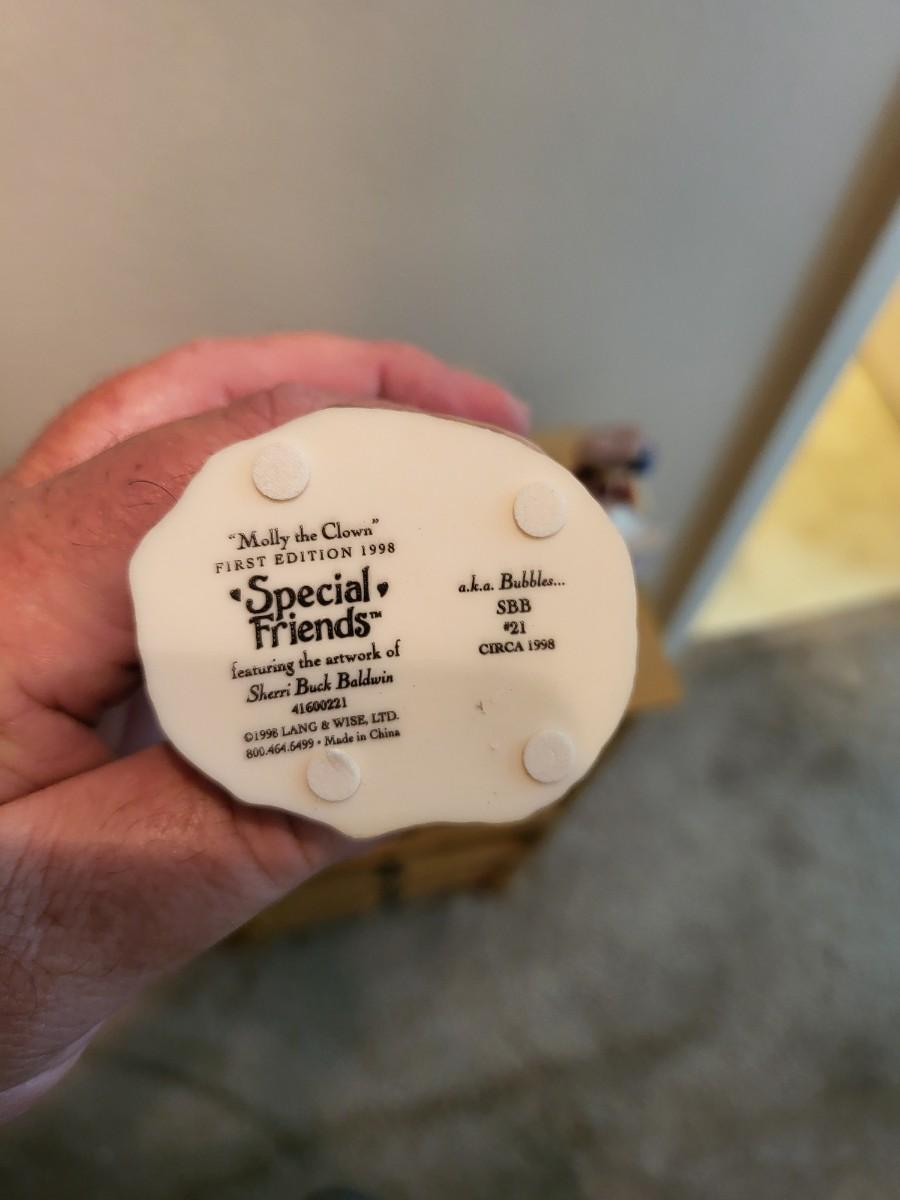 "Molly the Clown"
FIRST EDITION 1998
Special
Friends™
featuring the artwork of
Sherri Buck Baldwin
41600221
©1998 LANG & WISE, LTD.
800.464.6499 • Made in China
a.k.a. Bubbles...
SBB
#21
CIRCA 1998